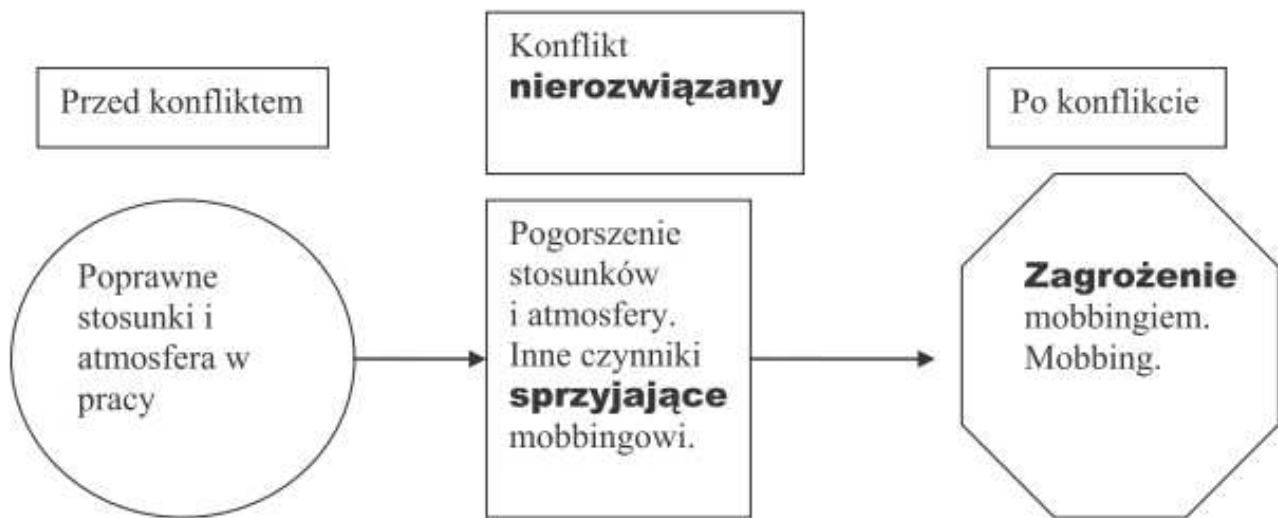 Przed konfliktem
Konflikt
nierozwiązany
Po konflikcie
Poprawne
stosunki i
atmosfera w
pracy
Pogorszenie
stosunków
i atmosfery.
Inne czynniki
sprzyjające
mobbingowi.
Zagrożenie
mobbingiem.
Mobbing.